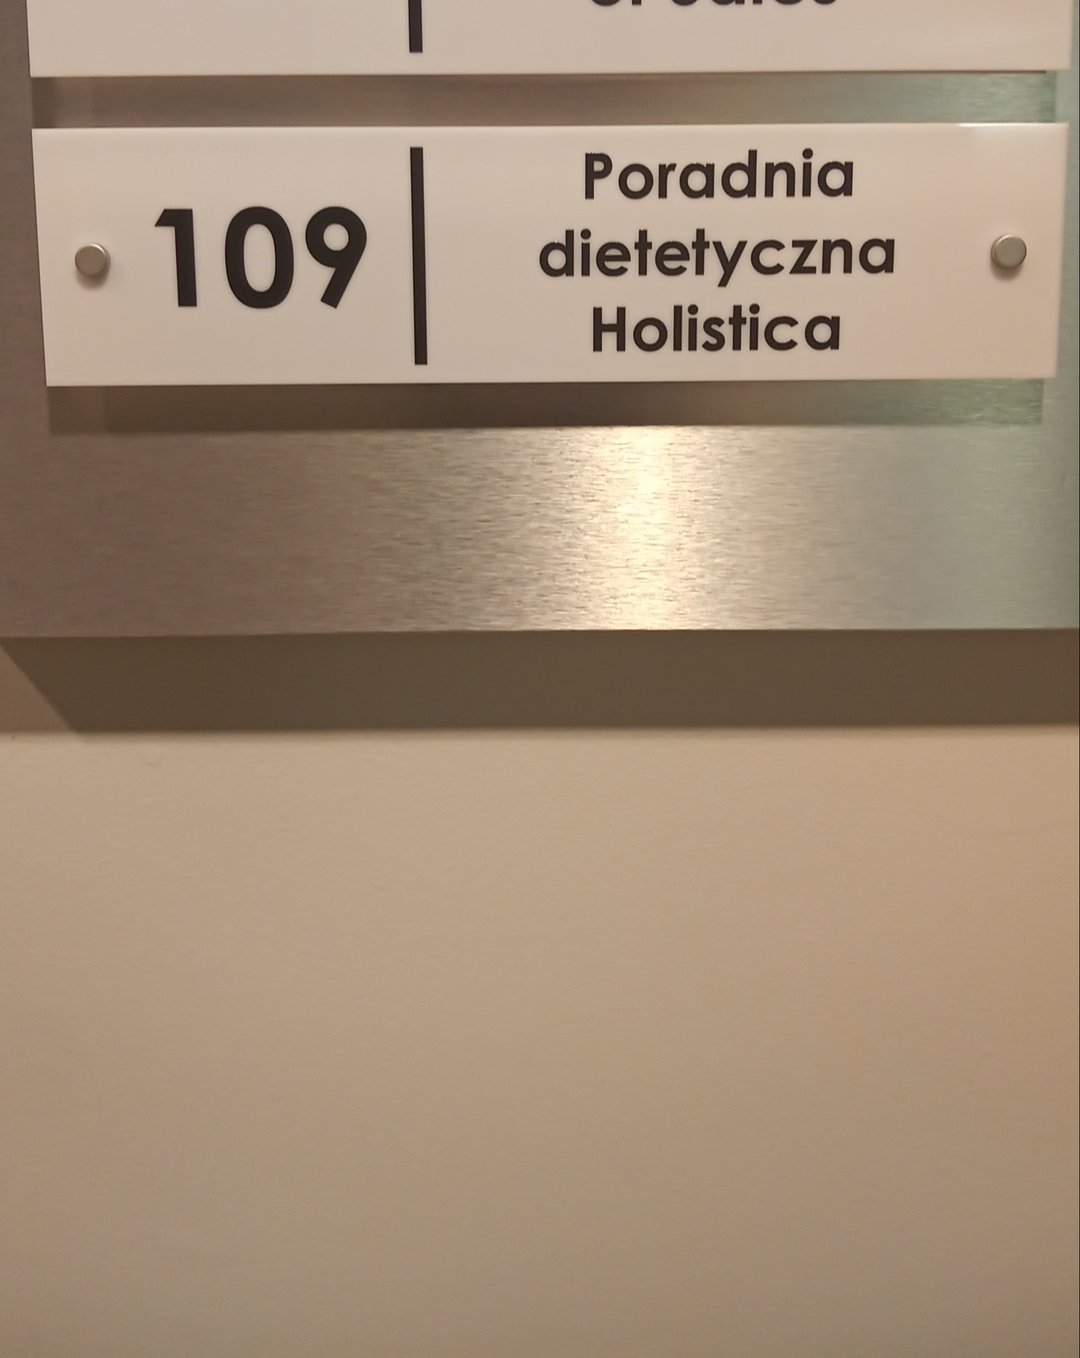 109
Poradnia
dietetyczna
Holistica